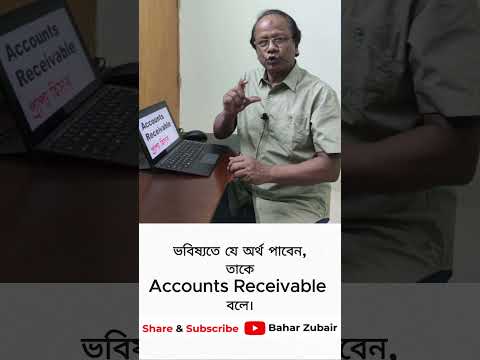 Accounts
Receivable
Accounts
Receivable
প্রাপ্য হিসাব
ভবিষ্যতে যে অর্থ পাবেন,
তাকে
Accounts Receivable
বলে।
Share & Subscribe Bahar Zubair
পাবেন,